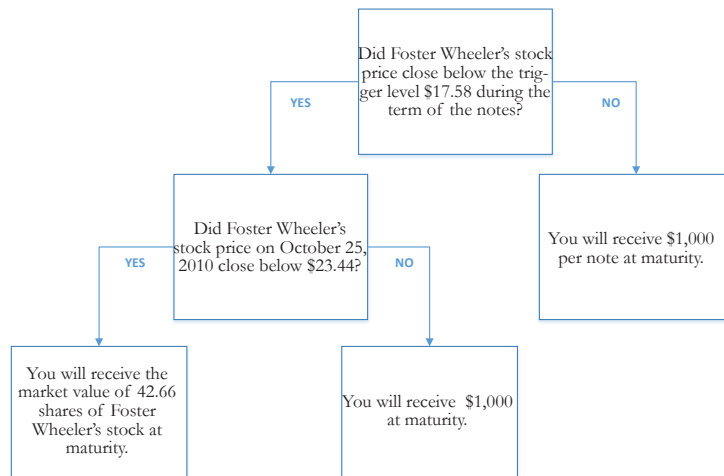 Did Foster Wheeler's stock
price close below the trig-
ger level $17.58 during the
term of the notes?
YES
NO
Did Foster Wheeler's
stock price on October 25,
2010 close below $23.44?
You will receive $1,000
per note at maturity.
YES
NO
You will receive the
market value of 42.66
shares of Foster
Wheeler's stock at
maturity.
You will receive $1,000
at maturity.